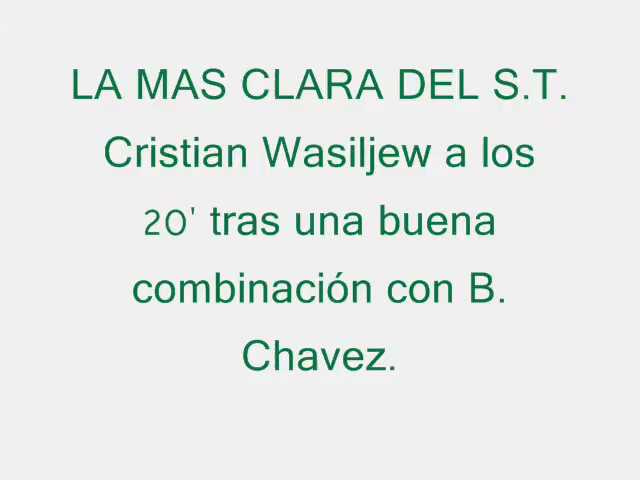 LA MAS CLARA DEL S.T.
Cristian Wasiljew a los
20' tras una buena
combinación con B.
Chavez.